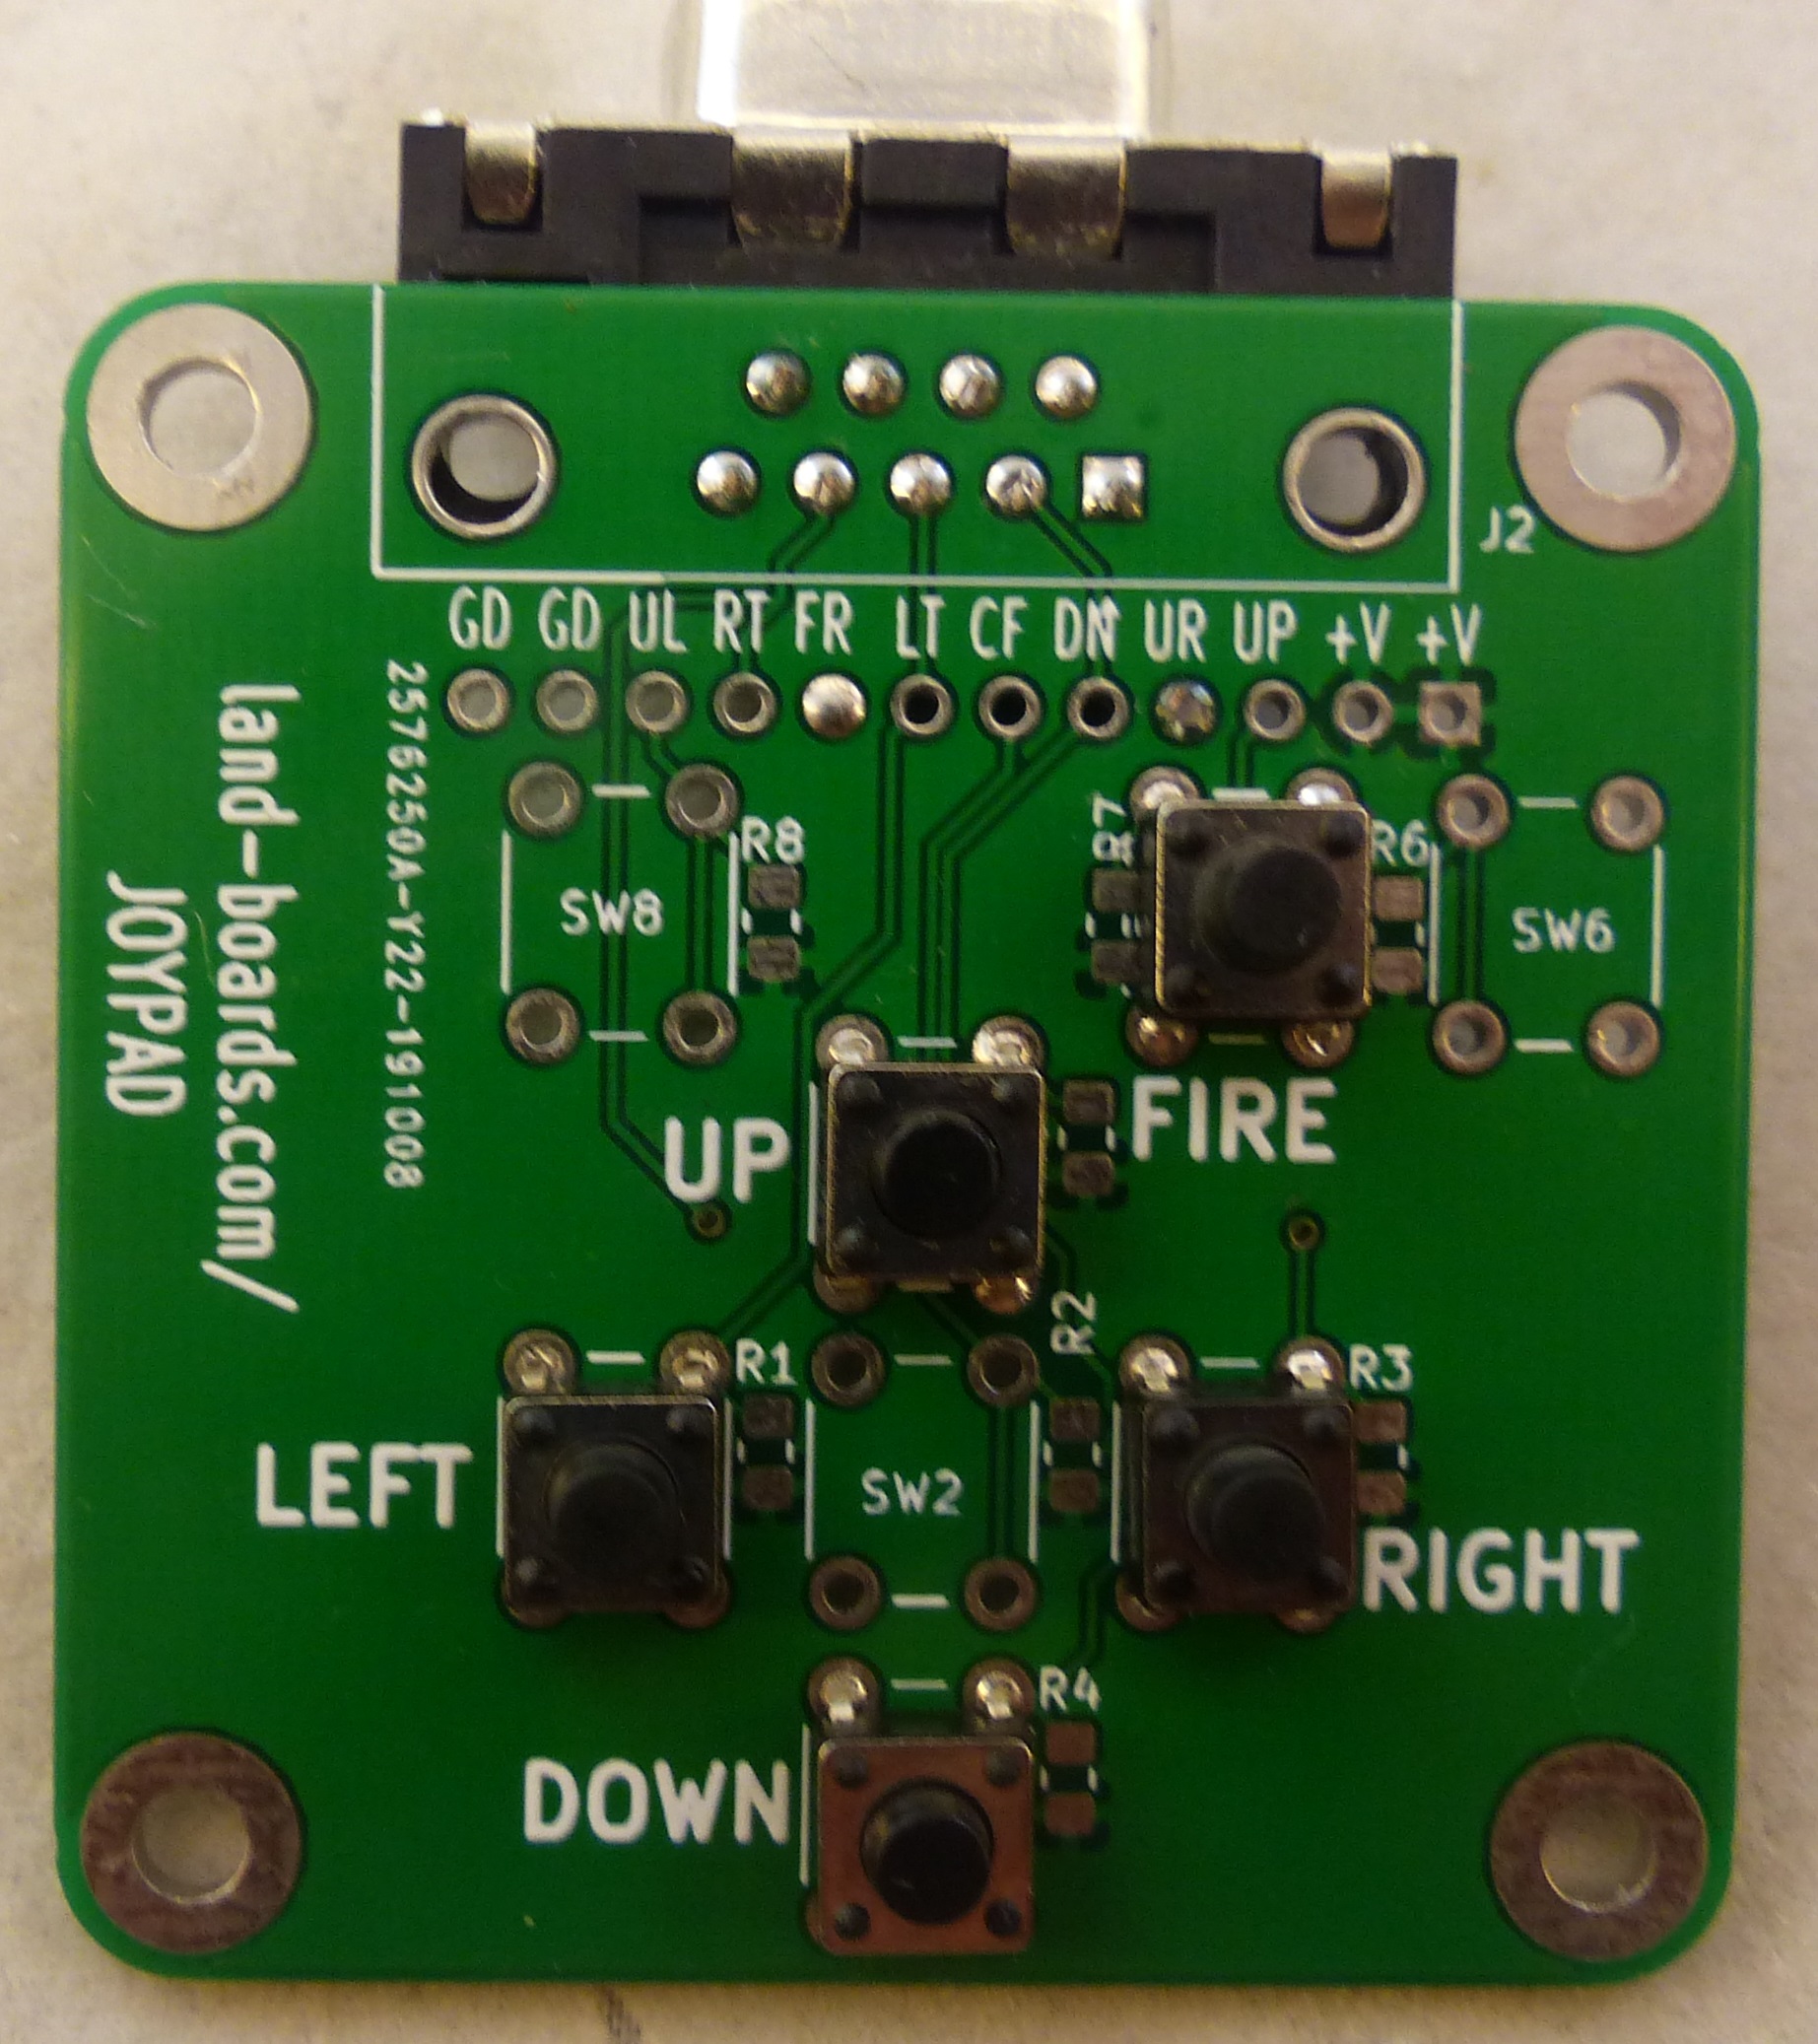 J2
GD GD UL RT FR LT CF DN UR UP +V +V
land-boards.com/
JOYPAD
2576250A-Y22-191008
R8
R7
R6
SW8
SW6
UP
FIRE
R2
R1
R3
LEFT
SW2
RIGHT
R4
DOWN